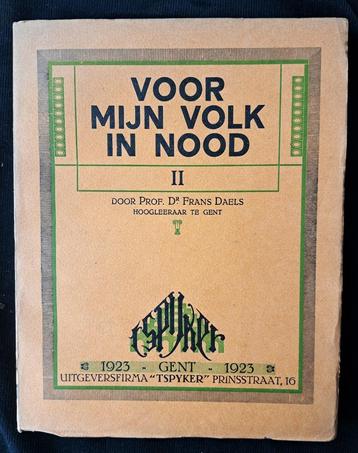 VOOR
MIJN VOLK
IN NOOD
II
DOOR PROF. DR FRANS DAELS
HOOGLEERAAR TE GENT
T
TSPYKER
1923 - GENT - 1923
UITGEVERSFIRMA "TSPYKER" PRINSSTRAAT, 16